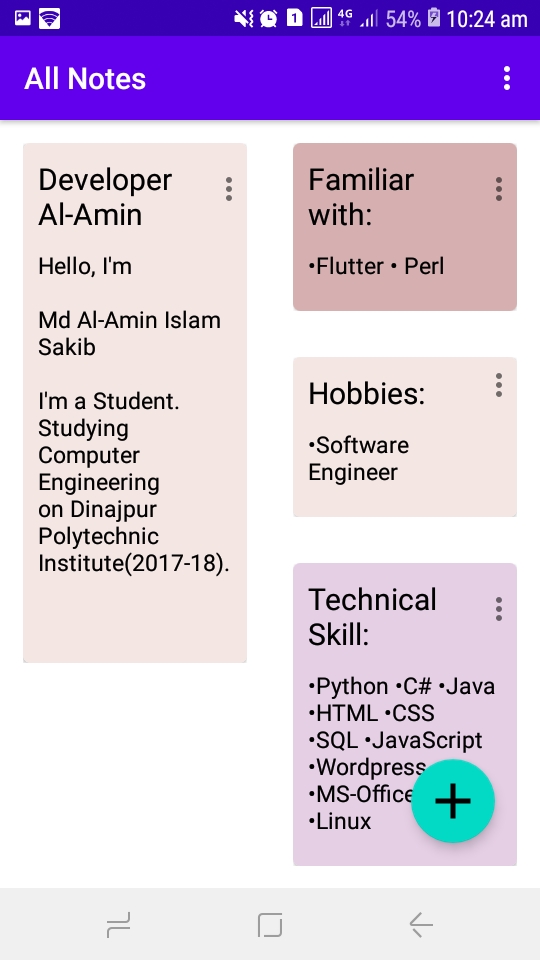 1 4G 54% 10:24 am
All Notes
Developer
Al-Amin
Hello, I'm
Md Al-Amin Islam
Sakib
I'm a Student.
Studying
Computer
Engineering
on Dinajpur
Polytechnic
Institute(2017-18).
Familiar
with:
•Flutter • Perl
Hobbies:
•Software
Engineer
Technical
Skill:
•Python •C# •Java
•HTML •CSS
•SQL •JavaScript
•Wordpress
•MS-Office
•Linux